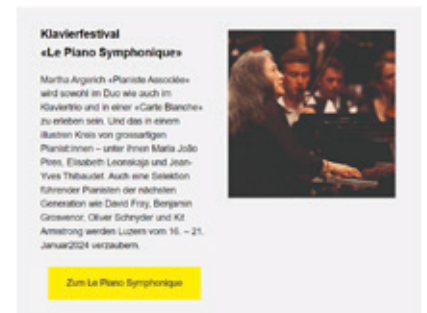 Klavierfestival
«Le Piano Symphonique»
Martha Argerich «Pianiste Associée»
wird sowohl im Duo wie auch im
Klaviertrio und in einer «Carte Blanche»
zu erleben sein. Und das in einem
illustren Kreis von grossartigen
Pianist:innen – unter ihnen Maria João
Pires, Elisabeth Leonskaja und Jean-
Yves Thibaudet. Auch eine Selektion
führender Pianisten der nächsten
Generation wie David Fray, Benjamin
Grosvenor, Oliver Schnyder und Kit
Armstrong werden Luzern vom 16. – 21.
Januar2024 verzaubern.
Zum Le Piano Symphonique